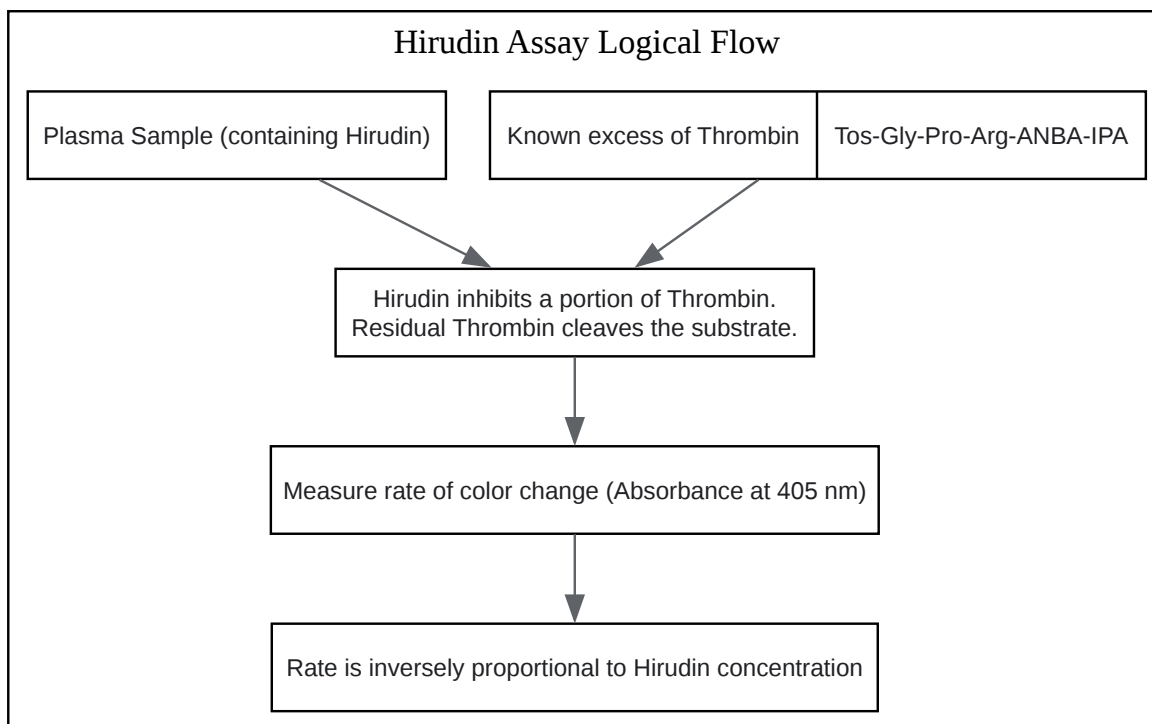 Hirudin Assay Logical Flow
Plasma Sample (containing Hirudin)
Known excess of Thrombin
Tos-Gly-Pro-Arg-ANBA-IPA
Hirudin inhibits a portion of Thrombin.
Residual Thrombin cleaves the substrate.
Measure rate of color change (Absorbance at 405 nm)
Rate is inversely proportional to Hirudin concentration